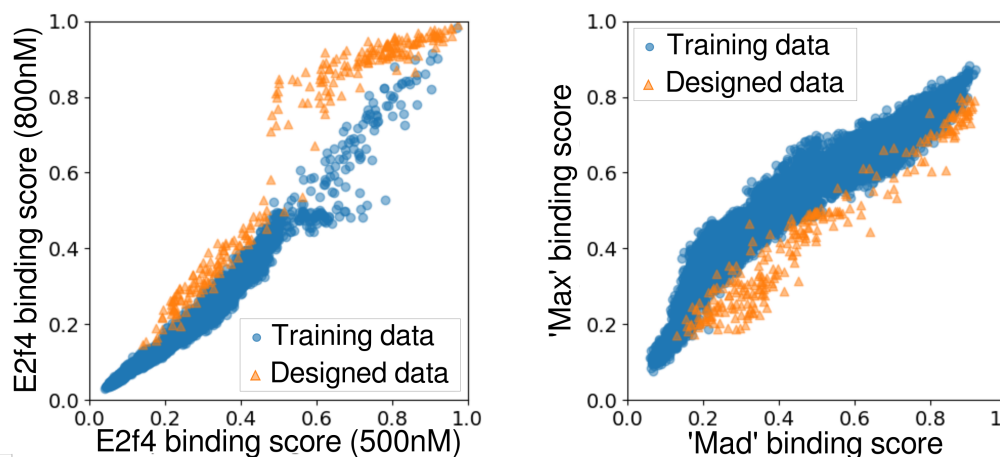 E2f4 binding score (800nM)
1.0
0.8
0.6
0.4
0.2
0.0
Training data
Designed data
0.0 0.2 0.4 0.6 0.8 1.0
E2f4 binding score (500nM)
'Max' binding score
1.0
0.8
0.6
0.4
0.2
0.0
Training data
Designed data
0.0 0.2 0.4 0.6 0.8
'Mad' binding score